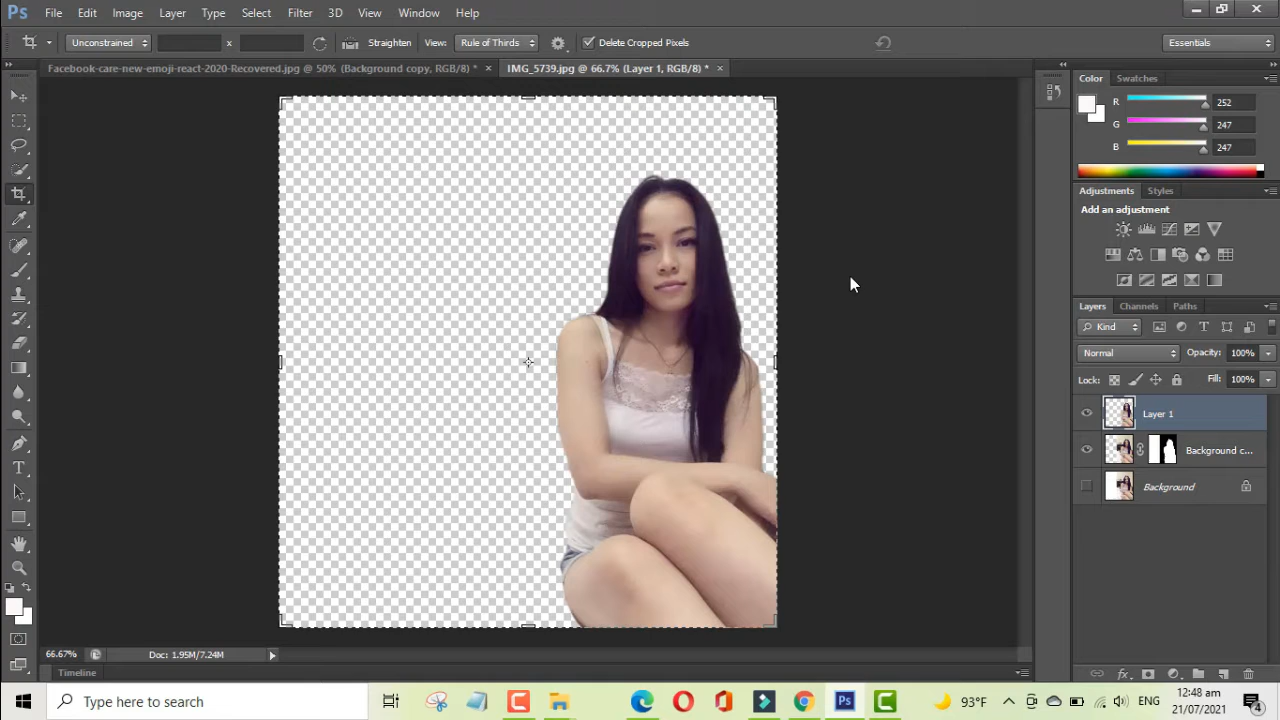 Ps File Edit Image Layer Type Select Filter 3D View Window Help
Unconstrained x Straighten View: Rule of Thirds Delete Cropped Pixels Essentials
Facebook-care-new-emoji-react-2020-Recovered.jpg @ 50% (Background copy, RGB/8) * × IMG_5739.jpg @ 66.7% (Layer 1, RGB/8) * ×
Color Swatches
R 252
G 247
B 247
Adjustments Styles
Add an adjustment
Layers Channels Paths
Kind
Normal Opacity: 100%
Lock: Fill: 100%
Layer 1
Background c...
Background
66.67% Doc: 1.95M/7.24M
Timeline
Type here to search
93°F ENG 12:48 am
21/07/2021
4